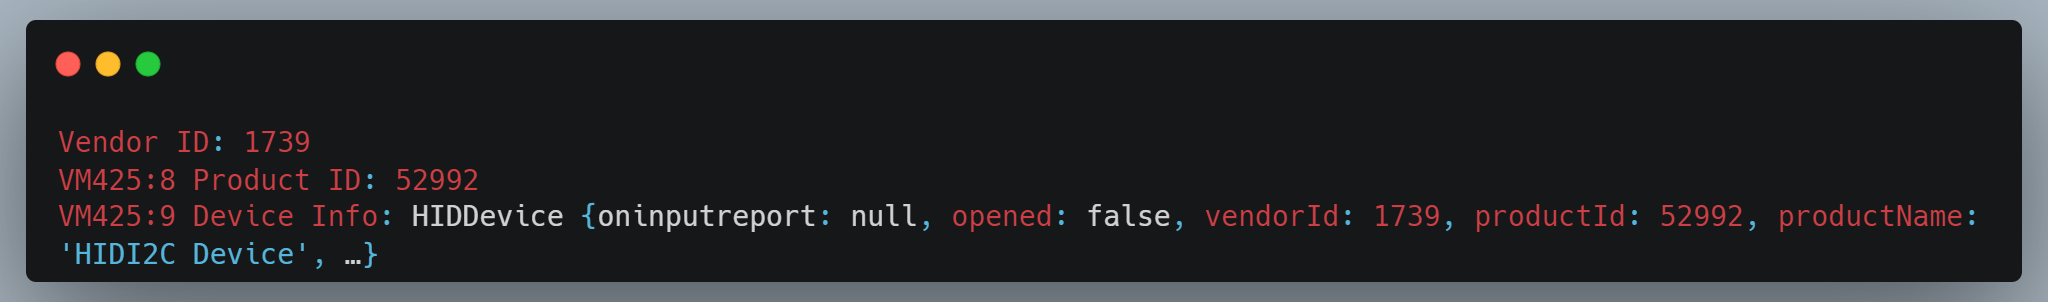 Vendor ID: 1739
VM425:8 Product ID: 52992
VM425:9 Device Info: HIDDevice {oninputreport: null, opened: false, vendorId: 1739, productId: 52992, productName:
'HIDI2C Device', …}